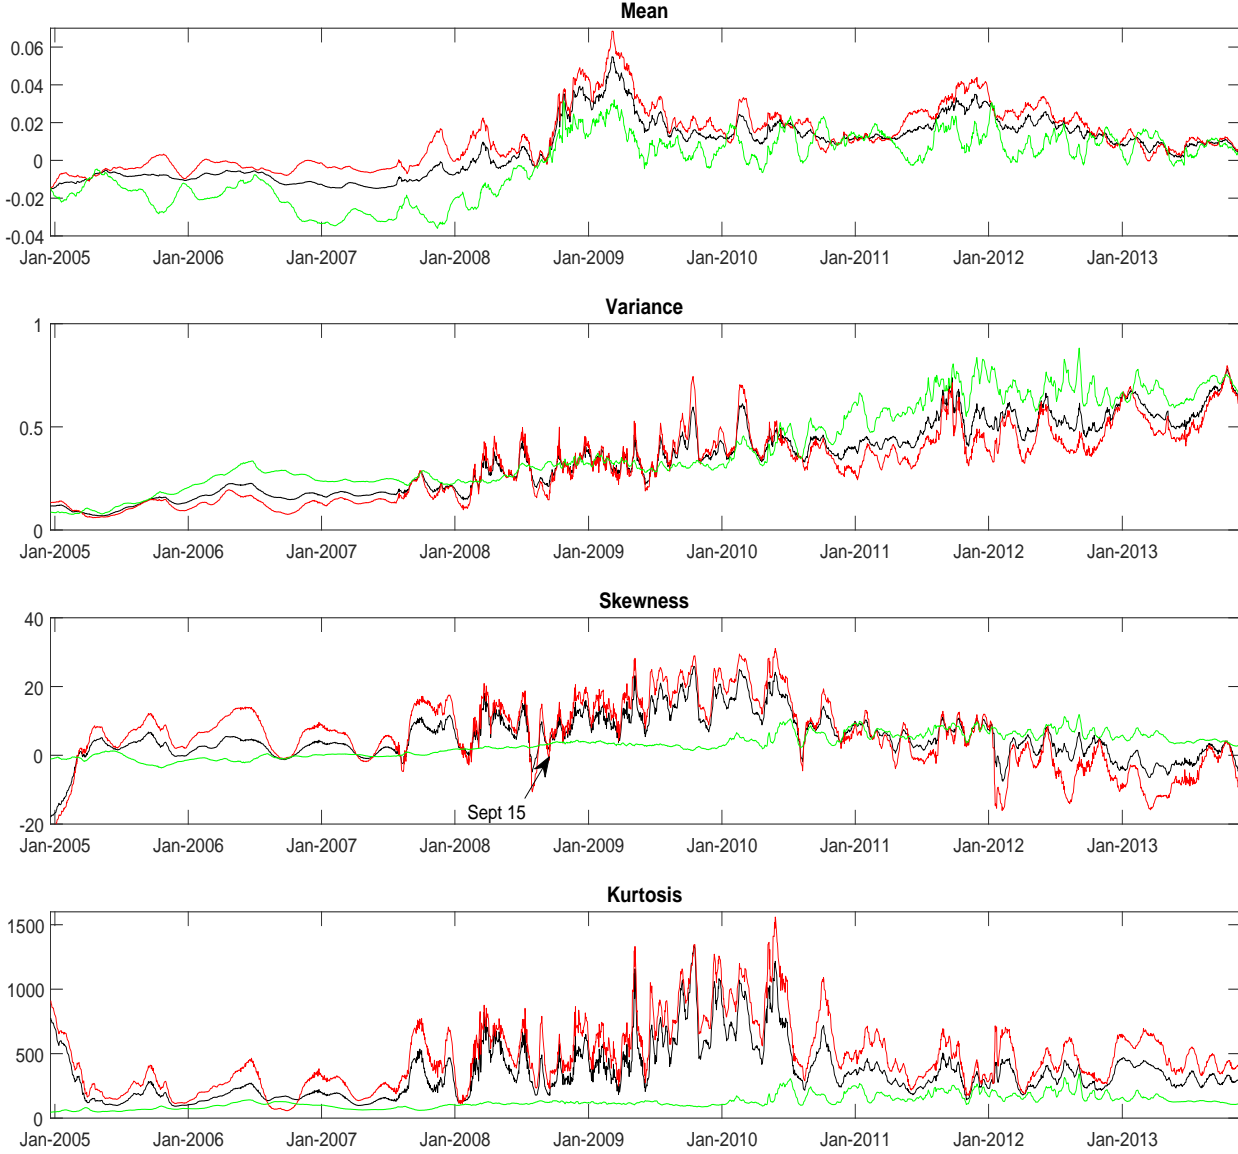 Mean
0.06
0.04
0.02
0
-0.02
-0.04
Jan-2005 Jan-2006 Jan-2007 Jan-2008 Jan-2009 Jan-2010 Jan-2011 Jan-2012 Jan-2013
Variance
1
0.5
0
Jan-2005 Jan-2006 Jan-2007 Jan-2008 Jan-2009 Jan-2010 Jan-2011 Jan-2012 Jan-2013
Skewness
40
20
0
Sept 15
-20
Jan-2005 Jan-2006 Jan-2007 Jan-2008 Jan-2009 Jan-2010 Jan-2011 Jan-2012 Jan-2013
Kurtosis
1500
1000
500
0
Jan-2005 Jan-2006 Jan-2007 Jan-2008 Jan-2009 Jan-2010 Jan-2011 Jan-2012 Jan-2013